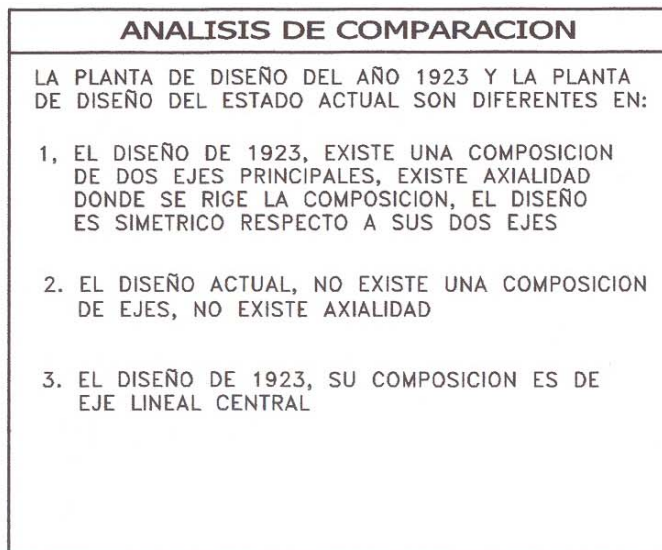 ANALISIS DE COMPARACION
LA PLANTA DE DISEÑO DEL AÑO 1923 Y LA PLANTA
DE DISEÑO DEL ESTADO ACTUAL SON DIFERENTES EN:
1, EL DISEÑO DE 1923, EXISTE UNA COMPOSICION
DE DOS EJES PRINCIPALES, EXISTE AXIALIDAD
DONDE SE RIGE LA COMPOSICION, EL DISEÑO
ES SIMETRICO RESPECTO A SUS DOS EJES
2. EL DISEÑO ACTUAL, NO EXISTE UNA COMPOSICION
DE EJES, NO EXISTE AXIALIDAD
3. EL DISEÑO DE 1923, SU COMPOSICION ES DE
EJE LINEAL CENTRAL